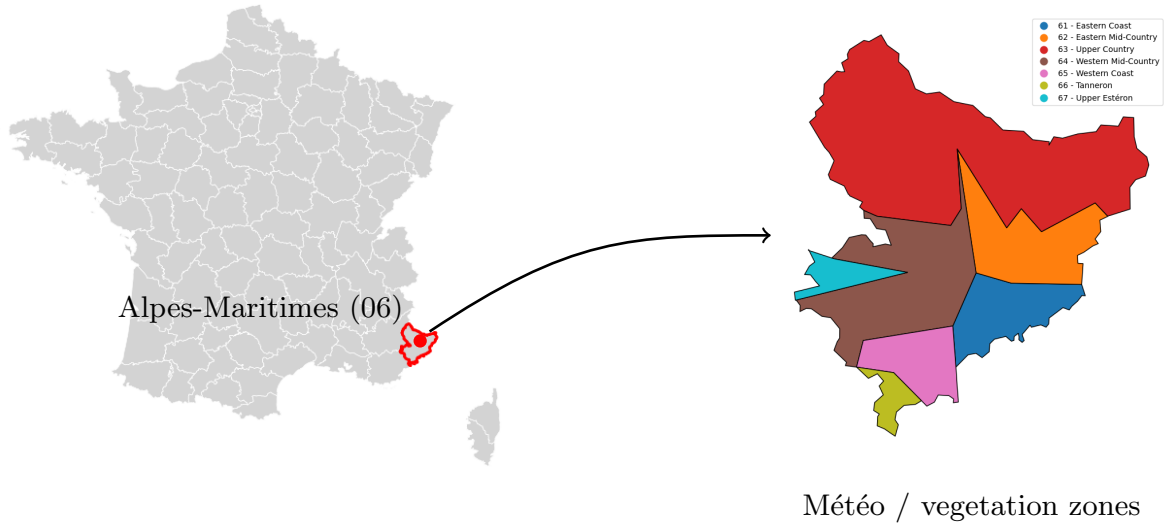 61 - Eastern Coast
62 - Eastern Mid-Country
63 - Upper Country
64 - Western Mid-Country
65 - Western Coast
66 - Tanneron
67 - Upper Estéron
Alpes-Maritimes (06)
Météo / vegetation zones